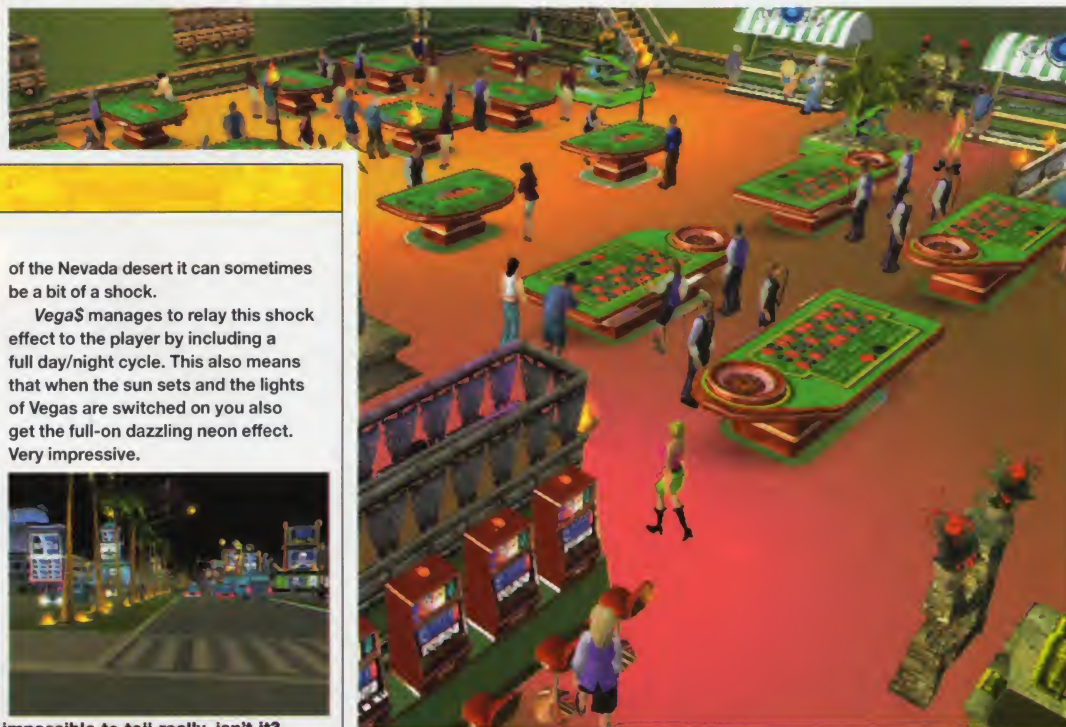 of the Nevada desert it can sometimes
be a bit of a shock.
Vega$ manages to relay this shock
effect to the player by including a
full day/night cycle. This also means
that when the sun sets and the lights
of Vegas are switched on you also
get the full-on dazzling neon effect.
Very impressive.
impossible to tell really, isn't it?